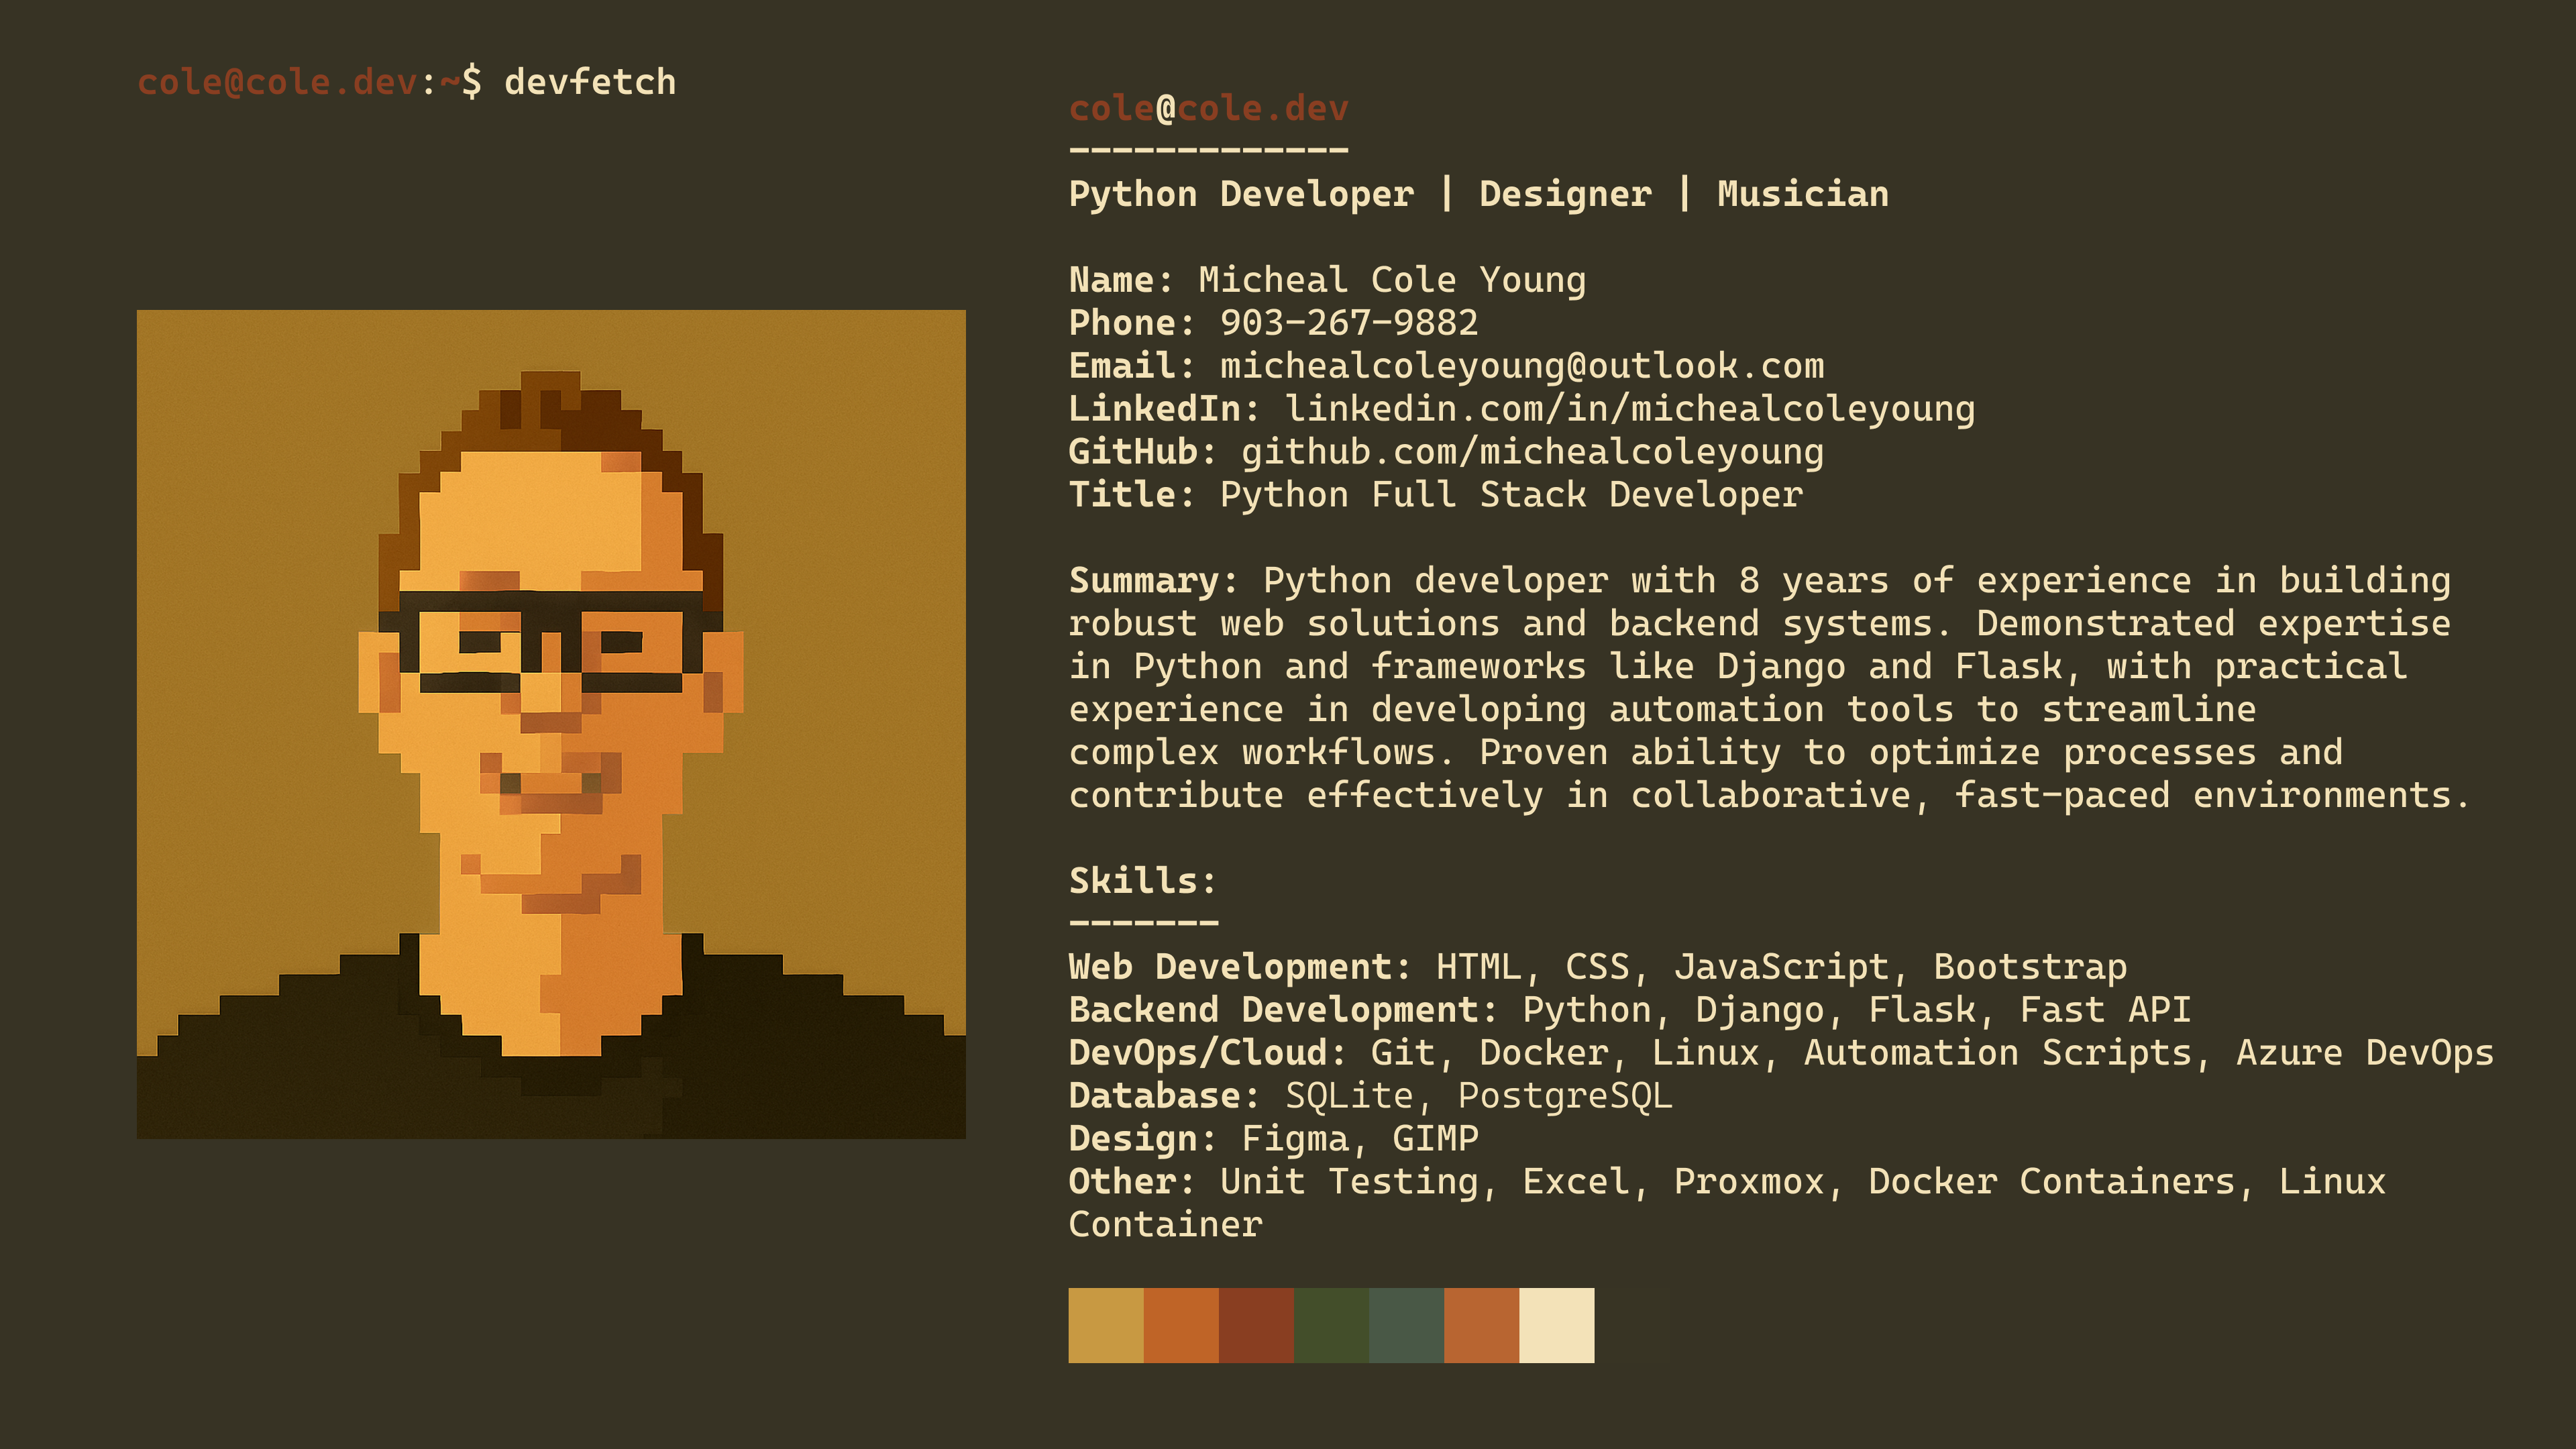 cole@cole.dev:~$ devfetch
cole@cole.dev
-------------
Python Developer | Designer | Musician
Name: Micheal Cole Young
Phone: 903-267-9882
Email: michealcoleyoung@outlook.com
LinkedIn: linkedin.com/in/michealcoleyoung
GitHub: github.com/michealcoleyoung
Title: Python Full Stack Developer
Summary: Python developer with 8 years of experience in building
robust web solutions and backend systems. Demonstrated expertise
in Python and frameworks like Django and Flask, with practical
experience in developing automation tools to streamline
complex workflows. Proven ability to optimize processes and
contribute effectively in collaborative, fast-paced environments.
Skills:
-------
Web Development: HTML, CSS, JavaScript, Bootstrap
Backend Development: Python, Django, Flask, Fast API
DevOps/Cloud: Git, Docker, Linux, Automation Scripts, Azure DevOps
Database: SQLite, PostgreSQL
Design: Figma, GIMP
Other: Unit Testing, Excel, Proxmox, Docker Containers, Linux
Container